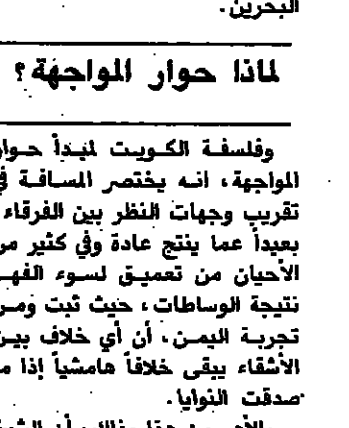 البحرين.
لماذا حوار المواجهة؟
وفلسفة الكويت لمبدأ حوار
المواجهة، انه يختصر المسافة في
تقريب وجهات النظر بين الفرقاء
بعيداً عما ينتج عادة وفي كثير من
الأحيان من تعميق لسوء الفهم
نتيجة الوساطات، حيث ثبت ومن
تجربة اليمن، أن أي خلاف بين
الأشقاء يبقى خلافاً هامشياً إذا ما
صدقت النوايا.